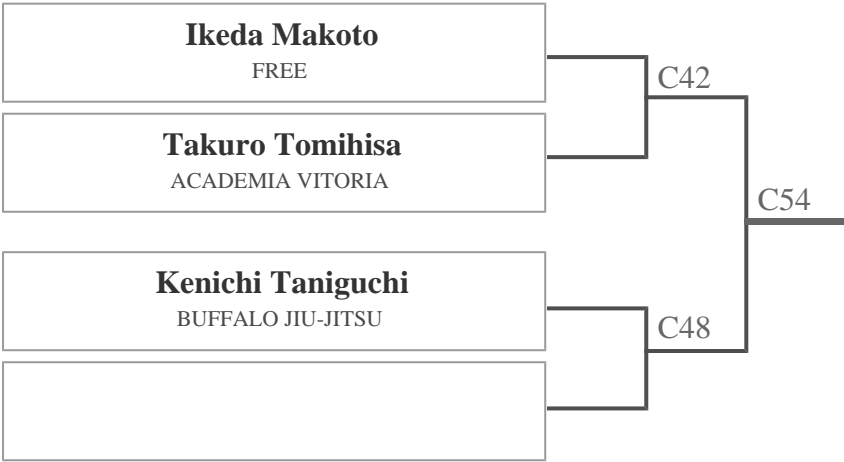 Ikeda Makoto
FREE
C42
Takuro Tomihisa
ACADEMIA VITORIA
C54
Kenichi Taniguchi
BUFFALO JIU-JITSU
C48